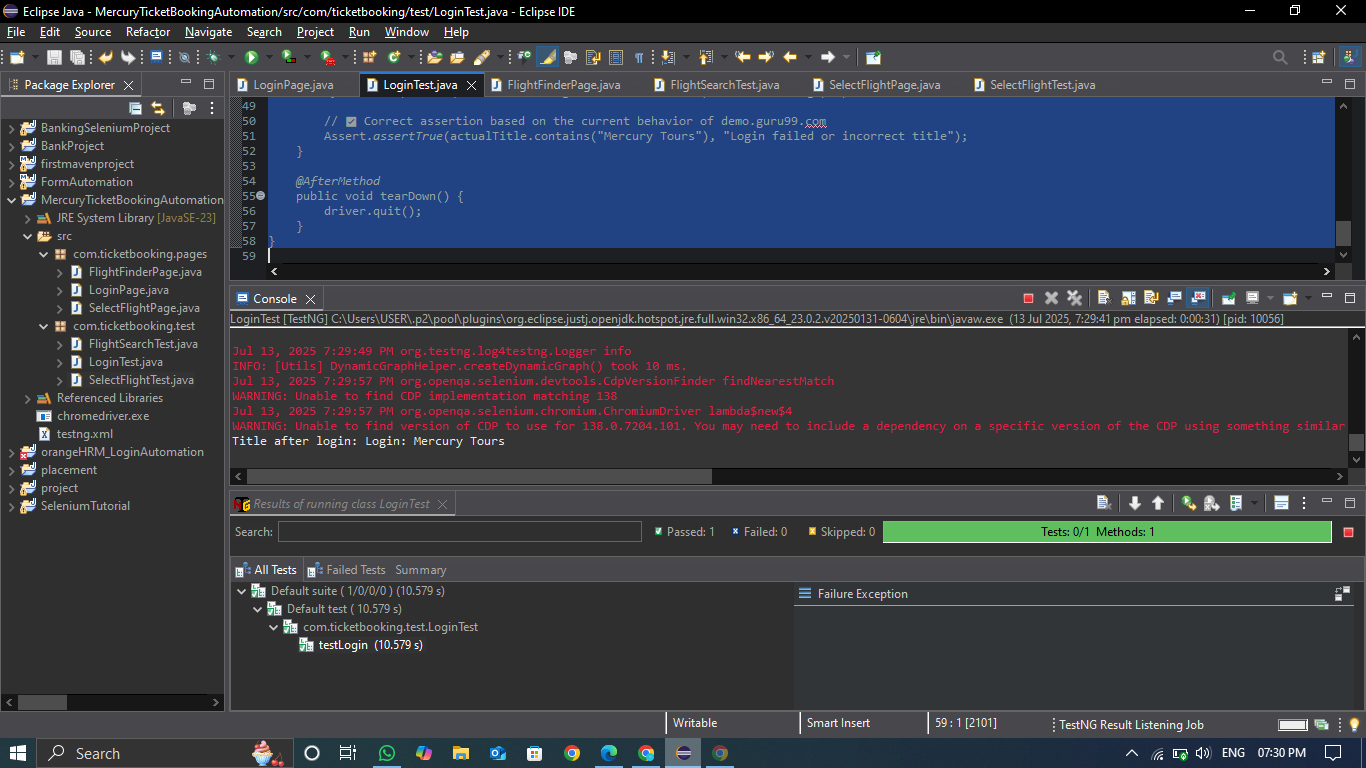 Eclipse Java - MercuryTicketBookingAutomation/src/com/ticketbooking/test/LoginTest.java - Eclipse IDE
File Edit Source Refactor Navigate Search Project Run Window Help
Package Explorer
BankingSeleniumProject
BankProject
firstmavenproject
FormAutomation
MercuryTicketBookingAutomation
JRE System Library [JavaSE-23]
src
com.ticketbooking.pages
FlightFinderPage.java
LoginPage.java
SelectFlightPage.java
com.ticketbooking.test
FlightSearchTest.java
LoginTest.java
SelectFlightTest.java
Referenced Libraries
chromedriver.exe
testng.xml
orangeHRM_LoginAutomation
placement
project
SeleniumTutorial
LoginPage.java LoginTest.java FlightFinderPage.java FlightSearchTest.java SelectFlightPage.java SelectFlightTest.java
49
50 // ✅ Correct assertion based on the current behavior of demo.guru99.com
51 Assert.assertTrue(actualTitle.contains("Mercury Tours"), "Login failed or incorrect title");
52 }
53
54 @AfterMethod
55 public void tearDown() {
56 driver.quit();
57 }
58 }
59
Console
LoginTest [TestNG] C:\Users\USER\.p2\pool\plugins\org.eclipse.justj.openjdk.hotspot.jre.full.win32.x86_64_23.0.2.v20250131-0604\jre\bin\javaw.exe (13 Jul 2025, 7:29:41 pm elapsed: 0:00:31) [pid: 10056]
Jul 13, 2025 7:29:49 PM org.testng.log4testng.Logger info
INFO: [Utils] DynamicGraphHelper.createDynamicGraph() took 10 ms.
Jul 13, 2025 7:29:57 PM org.openqa.selenium.devtools.CdpVersionFinder findNearestMatch
WARNING: Unable to find CDP implementation matching 138
Jul 13, 2025 7:29:57 PM org.openqa.selenium.chromium.ChromiumDriver lambda$new$4
WARNING: Unable to find version of CDP to use for 138.0.7204.101. You may need to include a dependency on a specific version of the CDP using something similar
Title after login: Login: Mercury Tours
Results of running class LoginTest
Search: Passed: 1 Failed: 0 Skipped: 0 Tests: 0/1 Methods: 1
All Tests Failed Tests Summary
Default suite ( 1/0/0/0 ) (10.579 s)
Default test ( 10.579 s)
com.ticketbooking.test.LoginTest
testLogin (10.579 s)
Failure Exception
Writable Smart Insert 59 : 1 [2101] TestNG Result Listening Job
Search ENG 07:30 PM